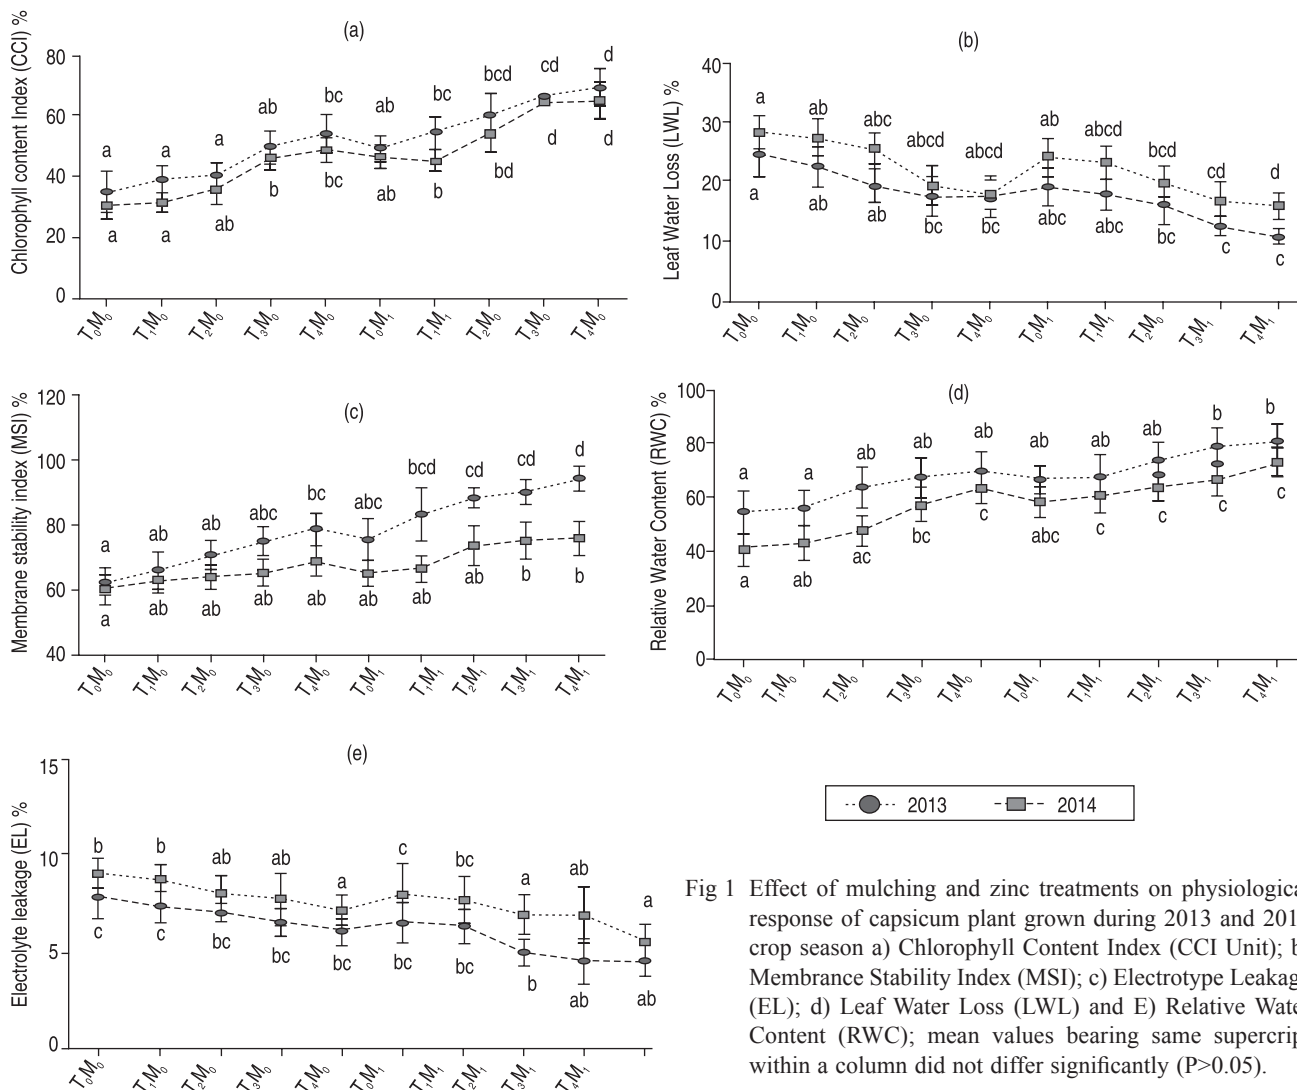 (a)
Chlorophyll content Index (CCI) %
80
60
40
20
0
a a a ab bc ab bc bcd cd d
a a ab b bc ab b bd d d
T0M0 T1M0 T2M0 T3M0 T4M0 T0M1 T1M1 T2M0 T3M0 T4M0
(b)
Leaf Water Loss (LWL) %
40
30
20
10
0
a ab abc abcd abcd ab abcd bcd cd d
a ab ab bc bc abc abc bc c c
T0M0 T1M0 T2M0 T3M0 T4M0 T0M1 T1M1 T2M0 T3M1 T4M1
(c)
Membrane stability index (MSI) %
120
100
80
60
40
a ab ab abc bc abc bcd cd cd d
a ab ab ab ab ab ab ab b b
T0M0 T1M0 T2M0 T3M0 T4M0 T0M1 T1M1 T2M1 T3M1 T4M1
(d)
Relative Water Content (RWC) %
100
80
60
40
20
0
a a ab ab ab ab ab ab b b
a ab ac bc c abc c c c c
T0M0 T1M0 T2M0 T3M0 T4M0 T0M1 T1M1 T2M1 T3M1 T4M1
(e)
Electrolyte leakage (EL) %
15
10
5
0
b b ab ab a c bc a ab a
c c bc bc bc bc bc b ab ab
T0M0 T1M0 T2M0 T3M0 T4M0 T0M1 T1M1 T2M1 T3M1 T4M1
2013 2014
Fig 1 Effect of mulching and zinc treatments on physiologica
response of capsicum plant grown during 2013 and 201
crop season a) Chlorophyll Content Index (CCI Unit); b
Membrance Stability Index (MSI); c) Electrotype Leakag
(EL); d) Leaf Water Loss (LWL) and E) Relative Wate
Content (RWC); mean values bearing same supercrip
within a column did not differ significantly (P>0.05).